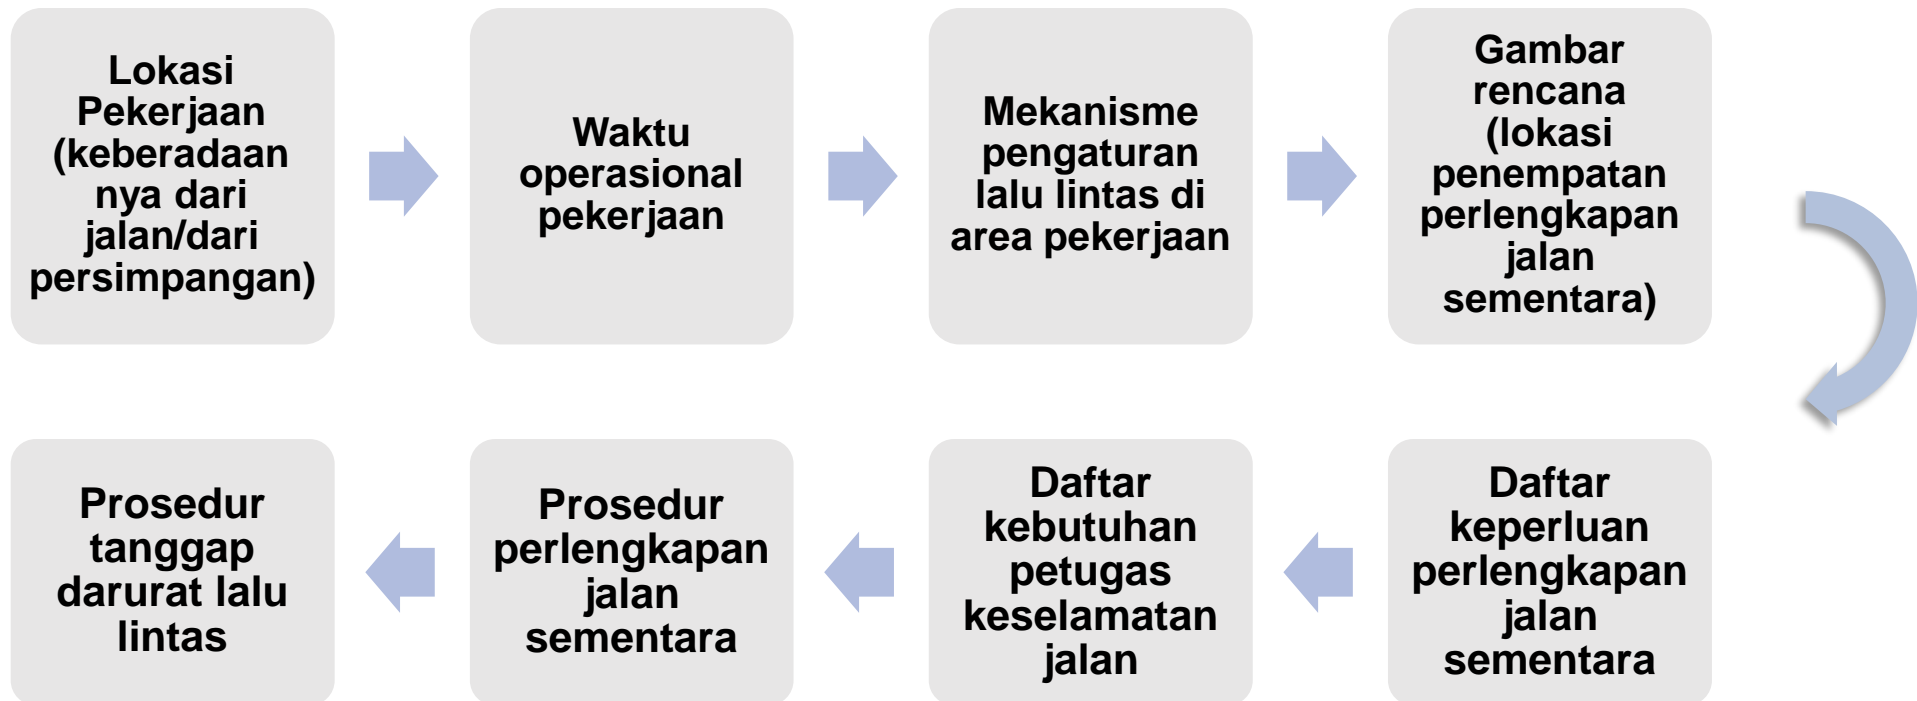 Lokasi
Pekerjaan
(keberadaan
nya dari
jalan/dari
persimpangan)
Waktu
operasional
pekerjaan
Mekanisme
pengaturan
lalu lintas di
area pekerjaan
Gambar
rencana
(lokasi
penempatan
perlengkapan
jalan
sementara)
Daftar
keperluan
perlengkapan
jalan
sementara
Daftar
kebutuhan
petugas
keselamatan
jalan
Prosedur
perlengkapan
jalan
sementara
Prosedur
tanggap
darurat lalu
lintas